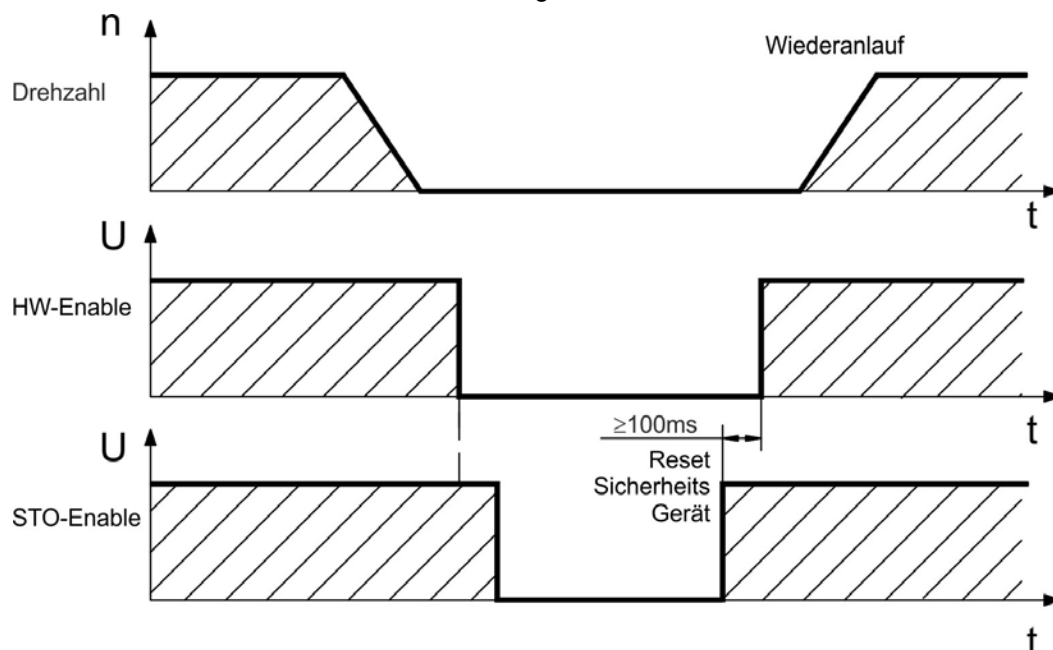 n
Wiederanlauf
Drehzahl
t
U
HW-Enable
≥100ms
t
U
Reset
Sicherheits
Gerät
STO-Enable
t